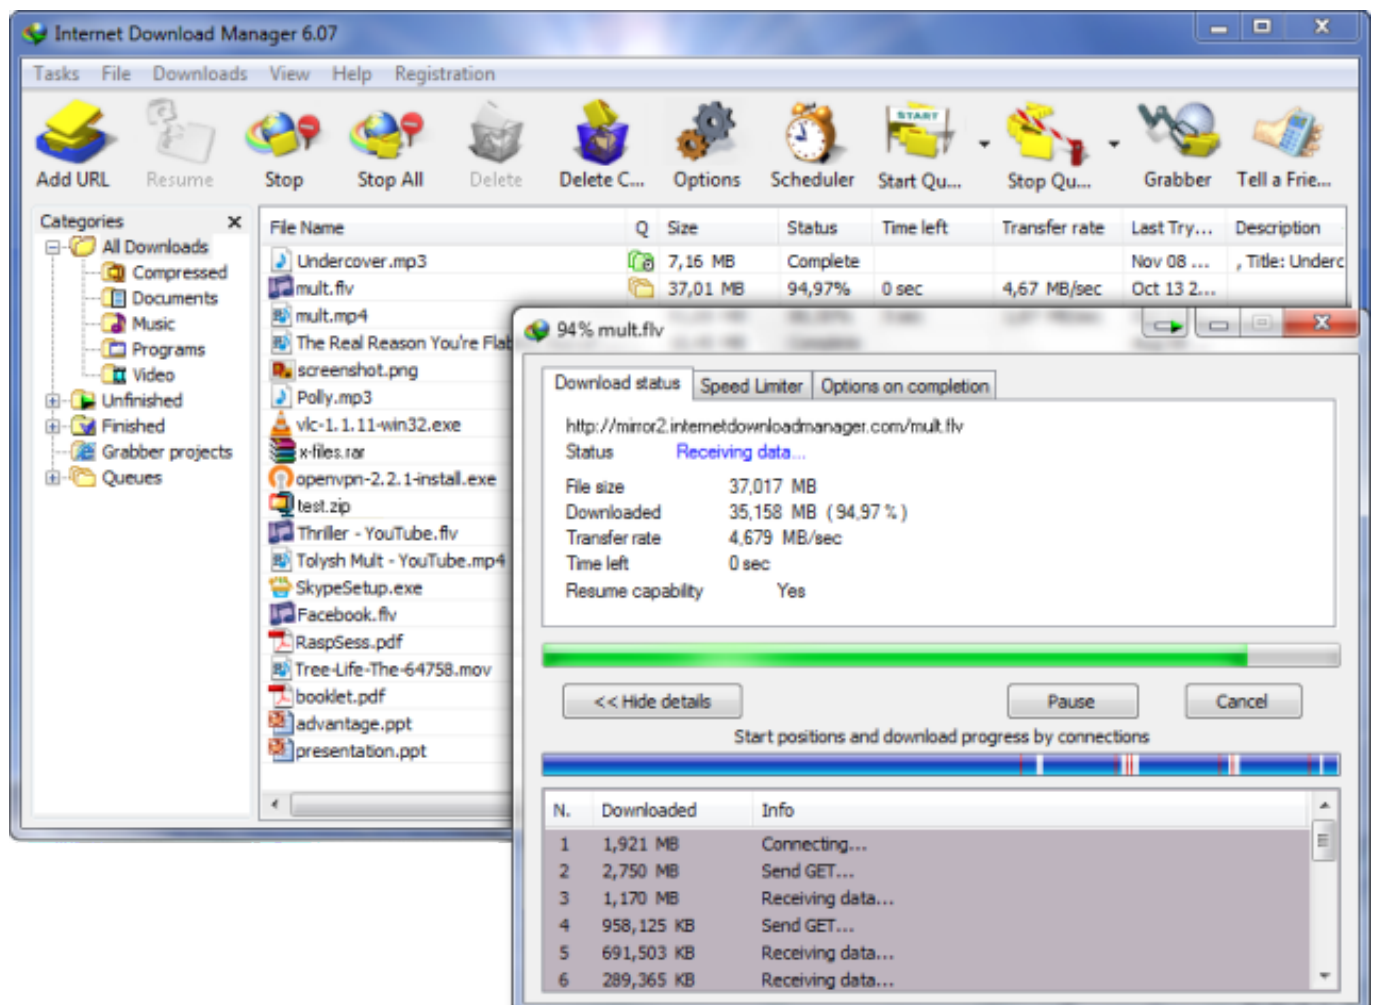 Internet Download Manager 6.07
Tasks File Downloads View Help Registration
START
Add URL Resume Stop Stop All Delete Delete C... Options Scheduler Start Qu... Stop Qu... Grabber Tell a Frie...
Categories
All Downloads
Compressed
Documents
Music
Programs
Video
Unfinished
Finished
Grabber projects
Queues
File Name Q Size Status Time left Transfer rate Last Try... Description
Undercover.mp3 7,16 MB Complete Nov 08 ... , Title: Underc
mult.flv 37,01 MB 94,97% 0 sec 4,67 MB/sec Oct 13 2...
mult.mp4
The Real Reason You're Flab
screenshot.png
Polly.mp3
vlc-1.1.11-win32.exe
x-files.rar
openvpn-2.2.1-install.exe
test.zip
Thriller - YouTube.flv
Tolysh Mult - YouTube.mp4
SkypeSetup.exe
Facebook.flv
RaspSess.pdf
Tree-Life-The-64758.mov
booklet.pdf
advantage.ppt
presentation.ppt
94% mult.flv
Download status Speed Limiter Options on completion
http://mirror2.internetdownloadmanager.com/mult.flv
Status Receiving data...
File size 37,017 MB
Downloaded 35,158 MB ( 94,97 % )
Transfer rate 4,679 MB/sec
Time left 0 sec
Resume capability Yes
<< Hide details Pause Cancel
Start positions and download progress by connections
N. Downloaded Info
1 1,921 MB Connecting...
2 2,750 MB Send GET...
3 1,170 MB Receiving data...
4 958,125 KB Send GET...
5 691,503 KB Receiving data...
6 289,365 KB Receiving data...